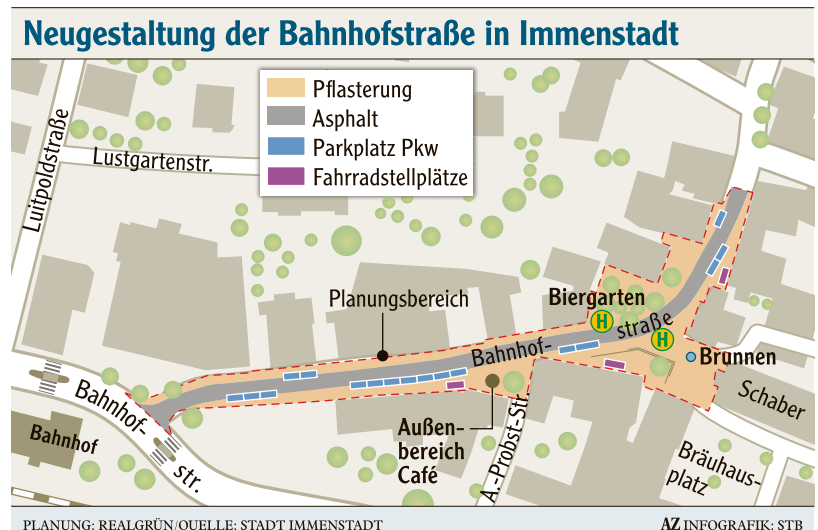 Neugestaltung der Bahnhofstraße in Immenstadt
Pflasterung
Asphalt
Parkplatz Pkw
Fahrradstellplätze
Luitpoldstraße
Lustgartenstr.
Planungsbereich
Biergarten
H
straße
H
Bahnhof-
Brunnen
Schaber
Bahnhof-
str.
Bahnhof
Außen-
bereich
Café
A.-Probst-Str.
Bräuhaus-
platz
PLANUNG: REALGRÜN/QUELLE: STADT IMMENSTADT
AZ INFOGRAFIK: STB